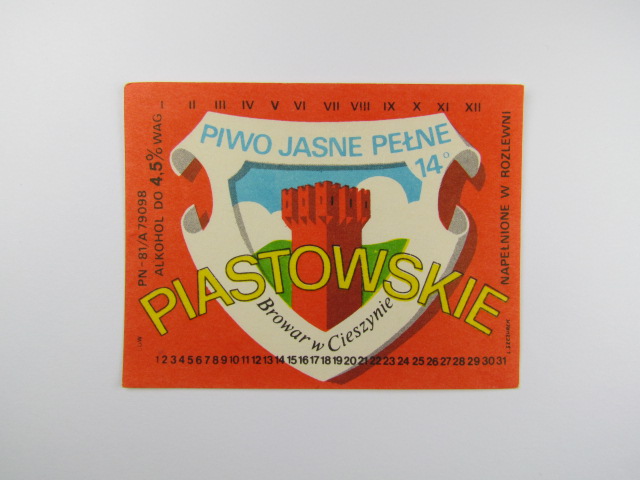 I II III IV V VI VII VIII IX X XI XII
PIWO JASNE PEŁNE
14°
PN-81/A 79098
ALKOHOL DO 4,5% WAG
NAPEŁNIONE W ROZLEWNI
PIASTOWSKIE
Browar w Cieszynie
1 2 3 4 5 6 7 8 9 10 11 12 13 14 15 16 17 18 19 20 21 22 23 24 25 26 27 28 29 30 31